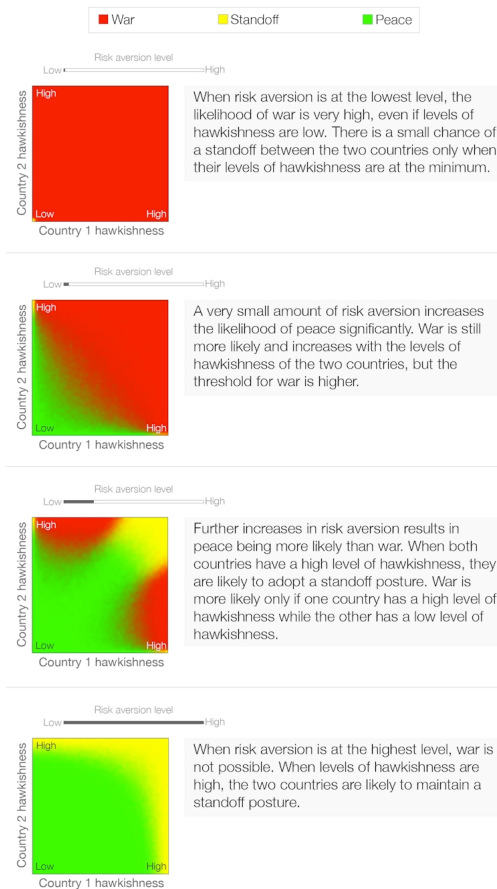 War Standoff Peace
Risk aversion level
Low High
High
Country 2 hawkishness
Low High
Country 1 hawkishness
When risk aversion is at the lowest level, the
likelihood of war is very high, even if levels of
hawkishness are low. There is a small chance of
a standoff between the two countries only when
their levels of hawkishness are at the minimum.
Risk aversion level
Low High
High
Country 2 hawkishness
Low High
Country 1 hawkishness
A very small amount of risk aversion increases
the likelihood of peace significantly. War is still
more likely and increases with the levels of
hawkishness of the two countries, but the
threshold for war is higher.
Risk aversion level
Low High
High
Country 2 hawkishness
Low High
Country 1 hawkishness
Further increases in risk aversion results in
peace being more likely than war. When both
countries have a high level of hawkishness, they
are likely to adopt a standoff posture. War is
more likely only if one country has a high level of
hawkishness while the other has a low level of
hawkishness.
Risk aversion level
Low High
High
Country 2 hawkishness
Low High
Country 1 hawkishness
When risk aversion is at the highest level, war is
not possible. When levels of hawkishness are
high, the two countries are likely to maintain a
standoff posture.